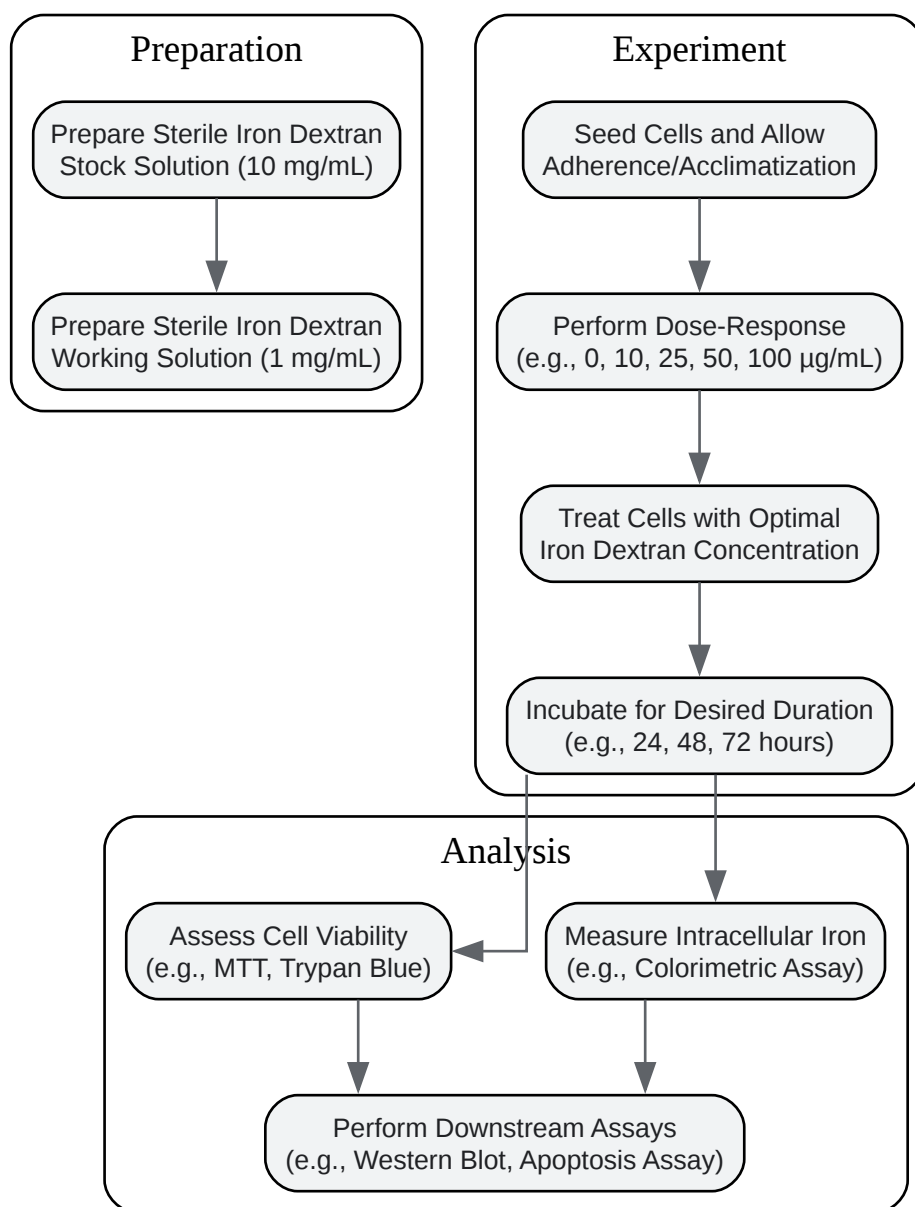 Preparation
Prepare Sterile Iron Dextran
Stock Solution (10 mg/mL)
Prepare Sterile Iron Dextran
Working Solution (1 mg/mL)
Experiment
Seed Cells and Allow
Adherence/Acclimatization
Perform Dose-Response
(e.g., 0, 10, 25, 50, 100 µg/mL)
Treat Cells with Optimal
Iron Dextran Concentration
Incubate for Desired Duration
(e.g., 24, 48, 72 hours)
Analysis
Assess Cell Viability
(e.g., MTT, Trypan Blue)
Measure Intracellular Iron
(e.g., Colorimetric Assay)
Perform Downstream Assays
(e.g., Western Blot, Apoptosis Assay)